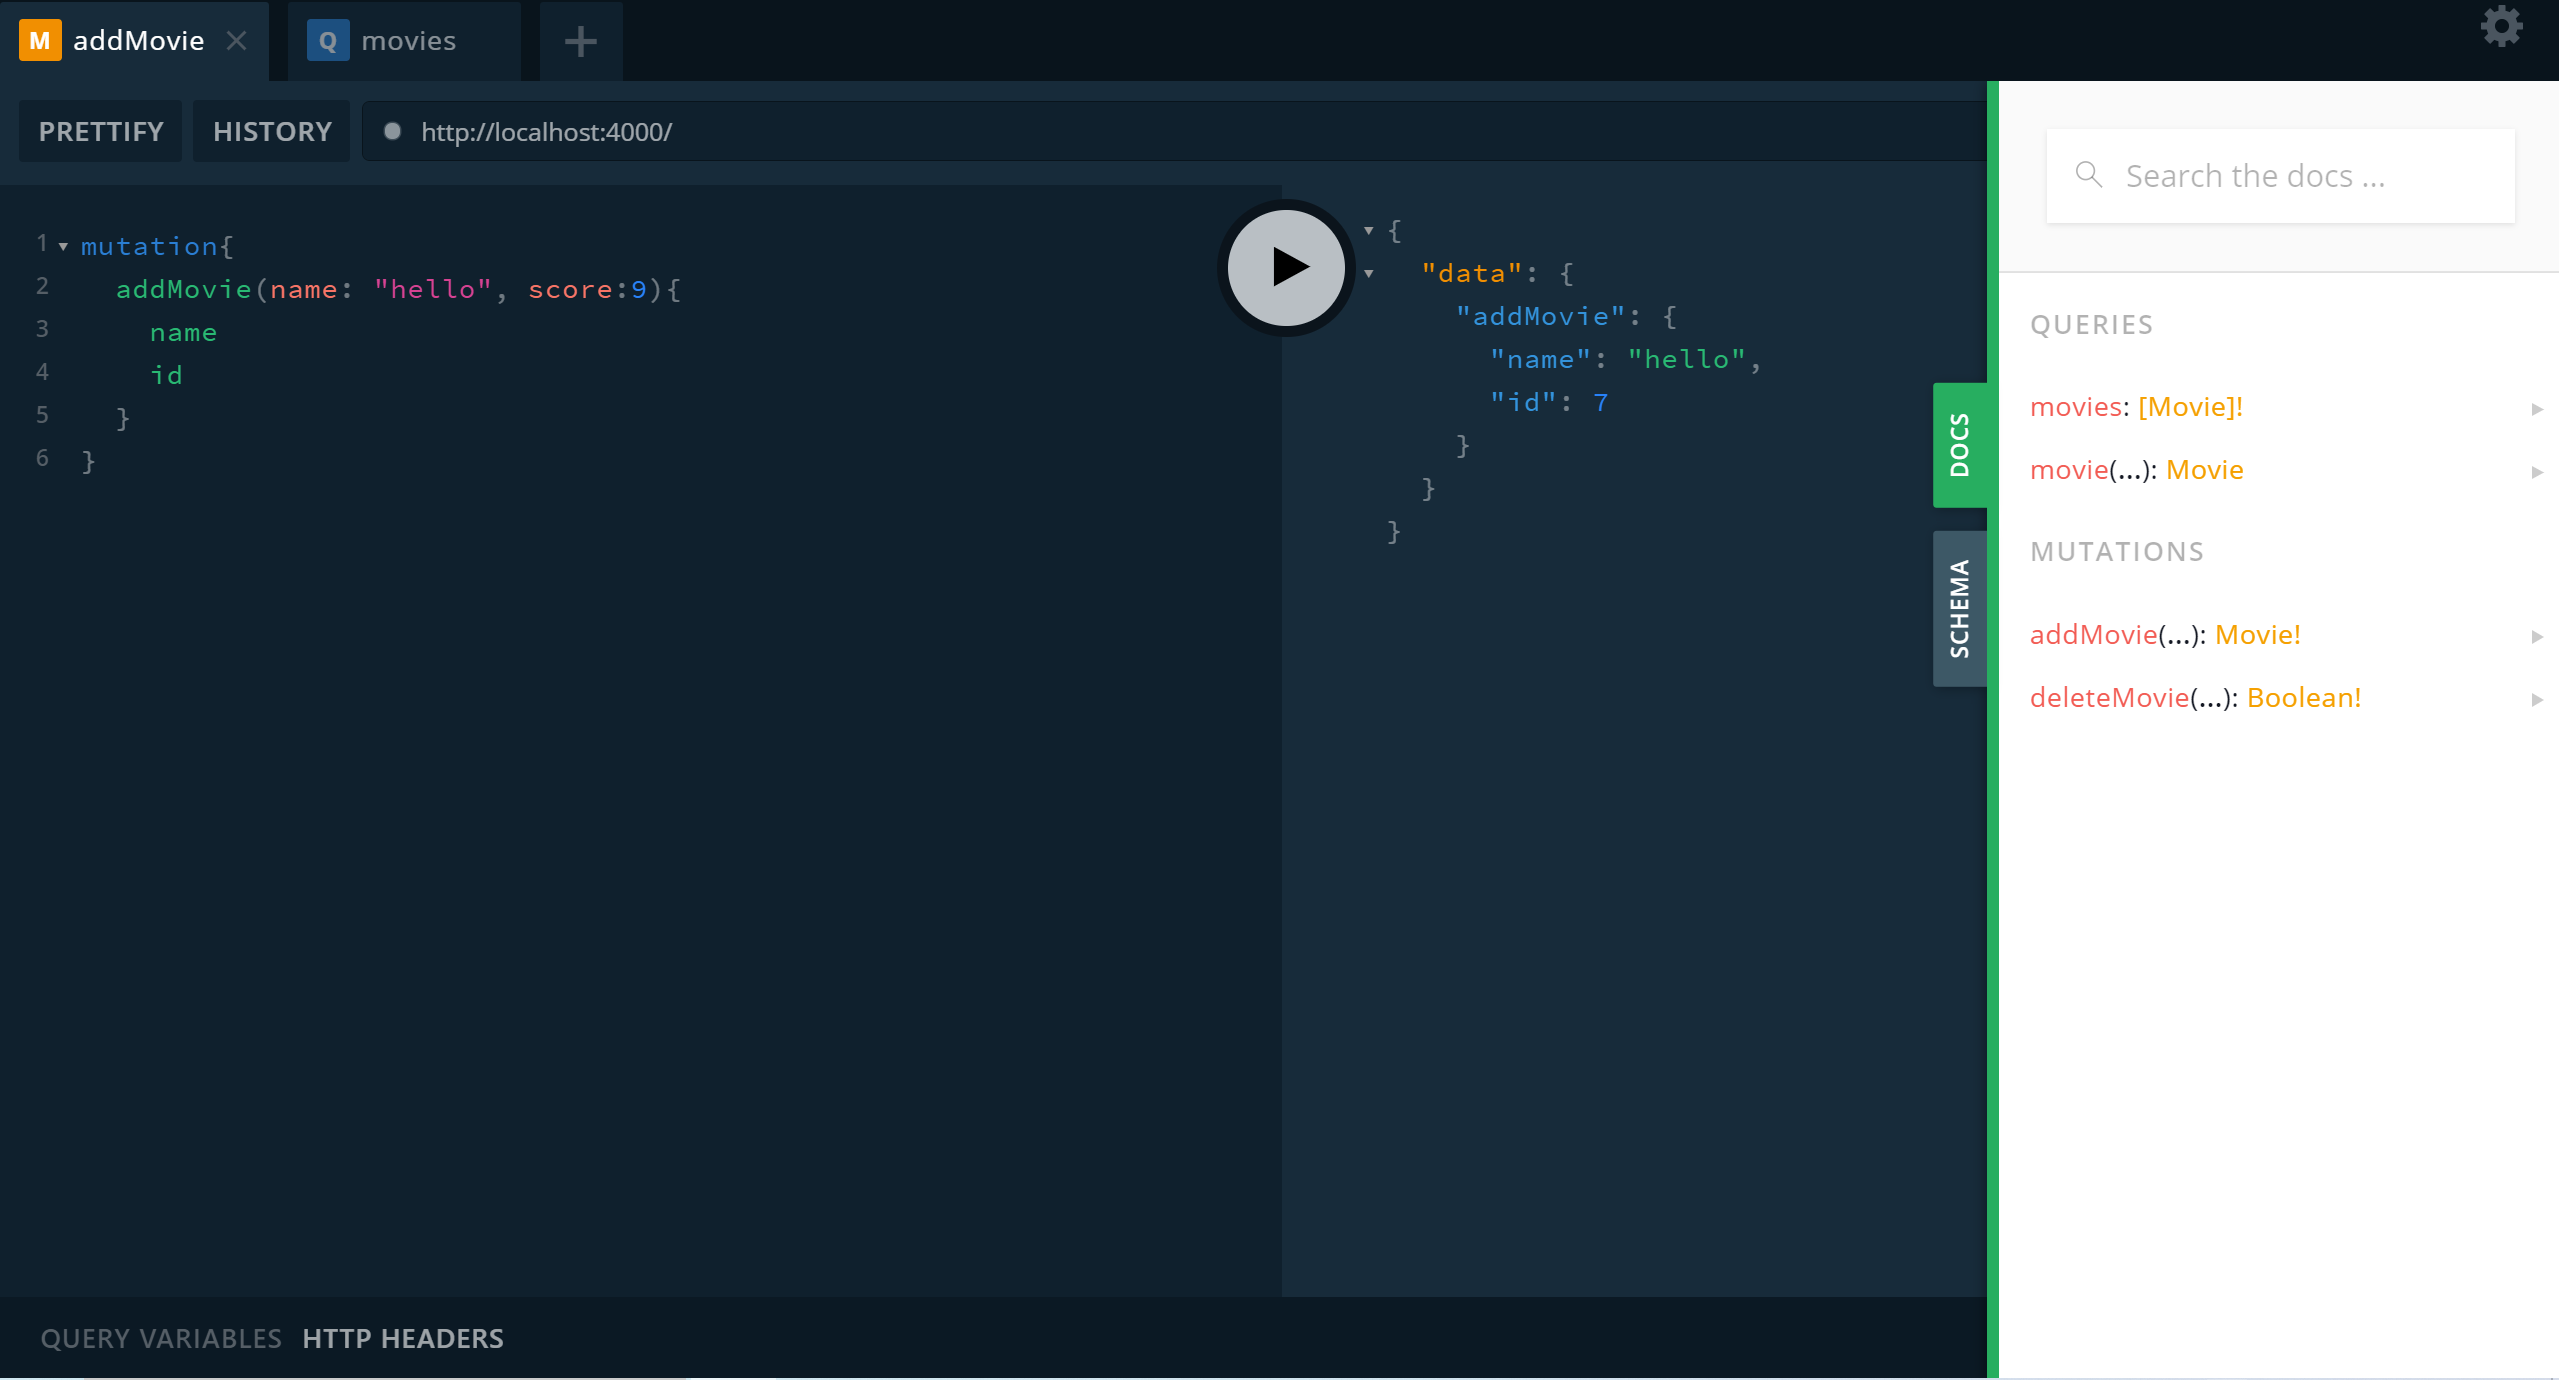 M addMovie
Q movies
PRETTIFY
HISTORY
http://localhost:4000/
1 mutation{
2 addMovie(name: "hello", score:9){
3 name
4 id
5 }
6 }
{
"data": {
"addMovie": {
"name": "hello",
"id": 7
}
}
}
DOCS
SCHEMA
Search the docs ...
QUERIES
movies: [Movie]!
movie(...): Movie
MUTATIONS
addMovie(...): Movie!
deleteMovie(...): Boolean!
QUERY VARIABLES HTTP HEADERS